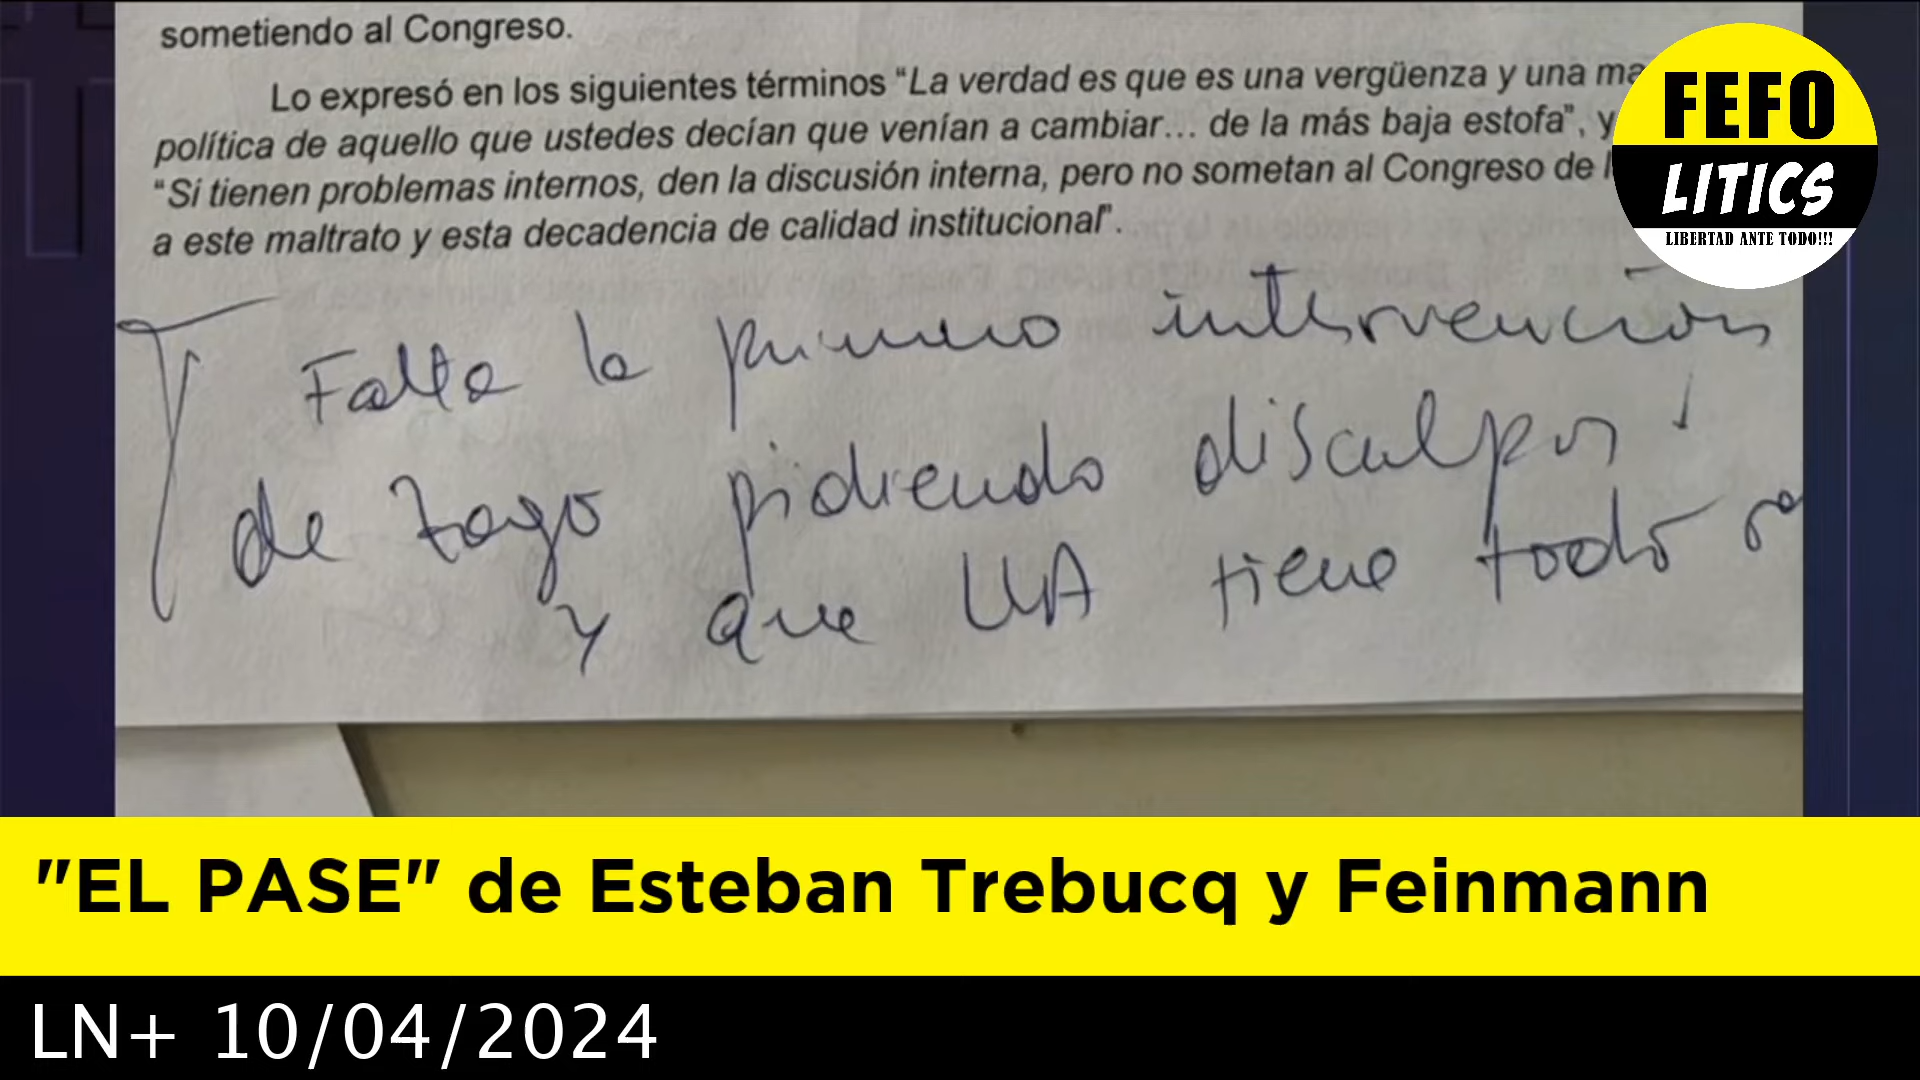 sometiendo al Congreso.
Lo expresó en los siguientes términos “La verdad es que es una vergüenza y una ma
política de aquello que ustedes decían que venían a cambiar... de la más baja estofa”, y
“Si tienen problemas internos, den la discusión interna, pero no sometan al Congreso de l
a este maltrato y esta decadencia de calidad institucional”.
Falta la primera intervención
de Zago pidiendo disculpas!
y que LLA tiene todo
FEFO
LITICS
LIBERTAD ANTE TODO!!!
"EL PASE" de Esteban Trebucq y Feinmann
LN+ 10/04/2024